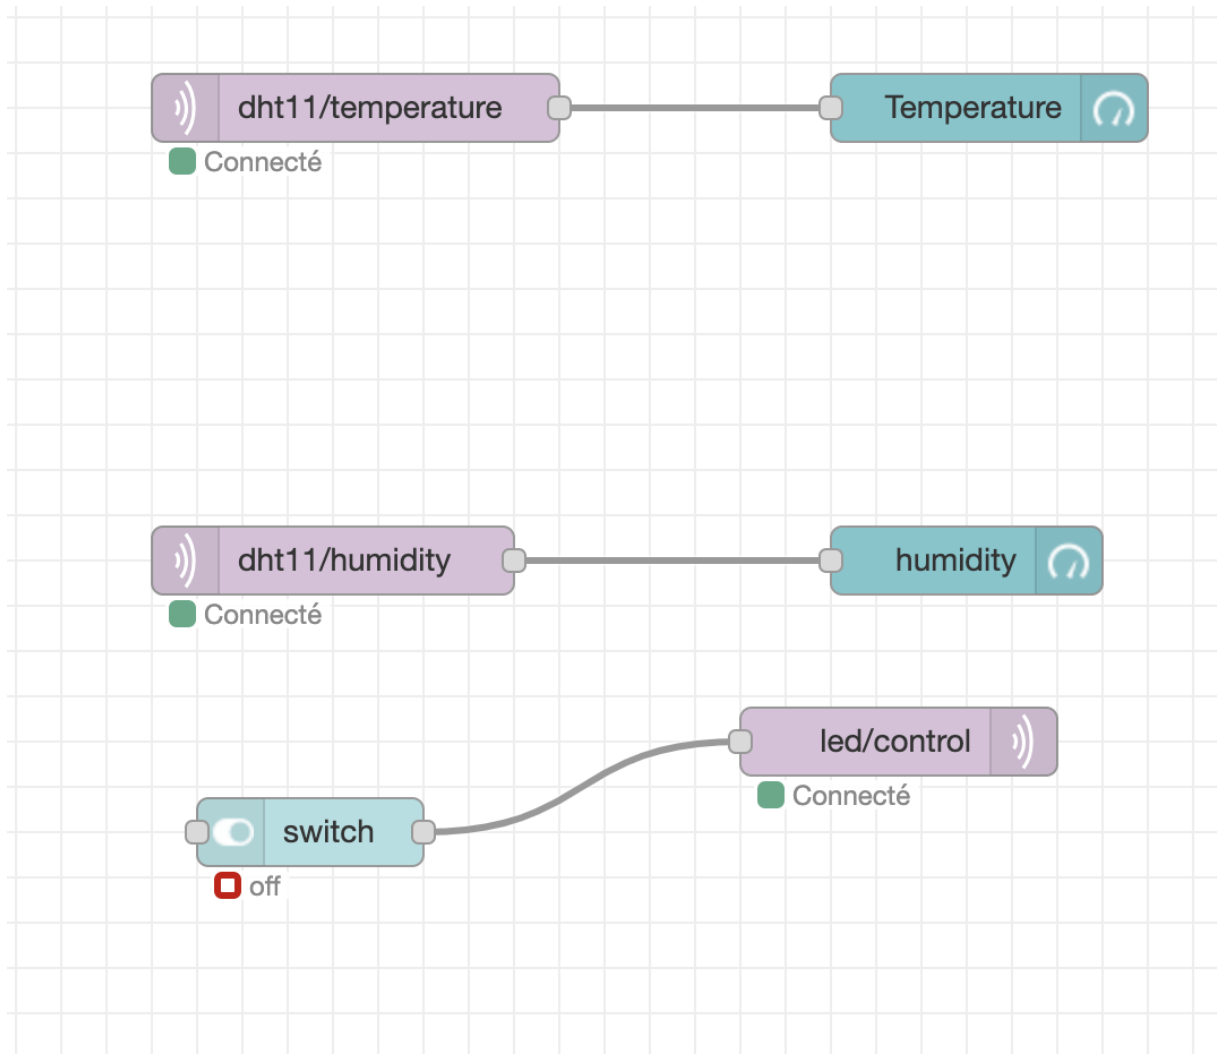 dht11/temperature
Temperature
Connecté
dht11/humidity
humidity
Connecté
led/control
Connecté
switch
off